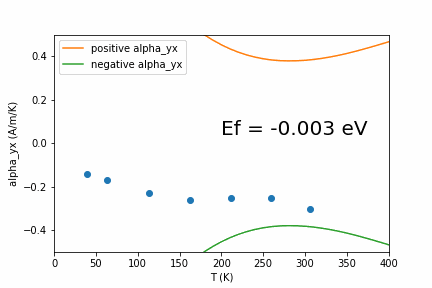 0.4
0.2
0.0
−0.2
−0.4
alpha_yx (A/m/K)
positive alpha_yx
negative alpha_yx
Ef = -0.003 eV
0 50 100 150 200 250 300 350 400
T (K)